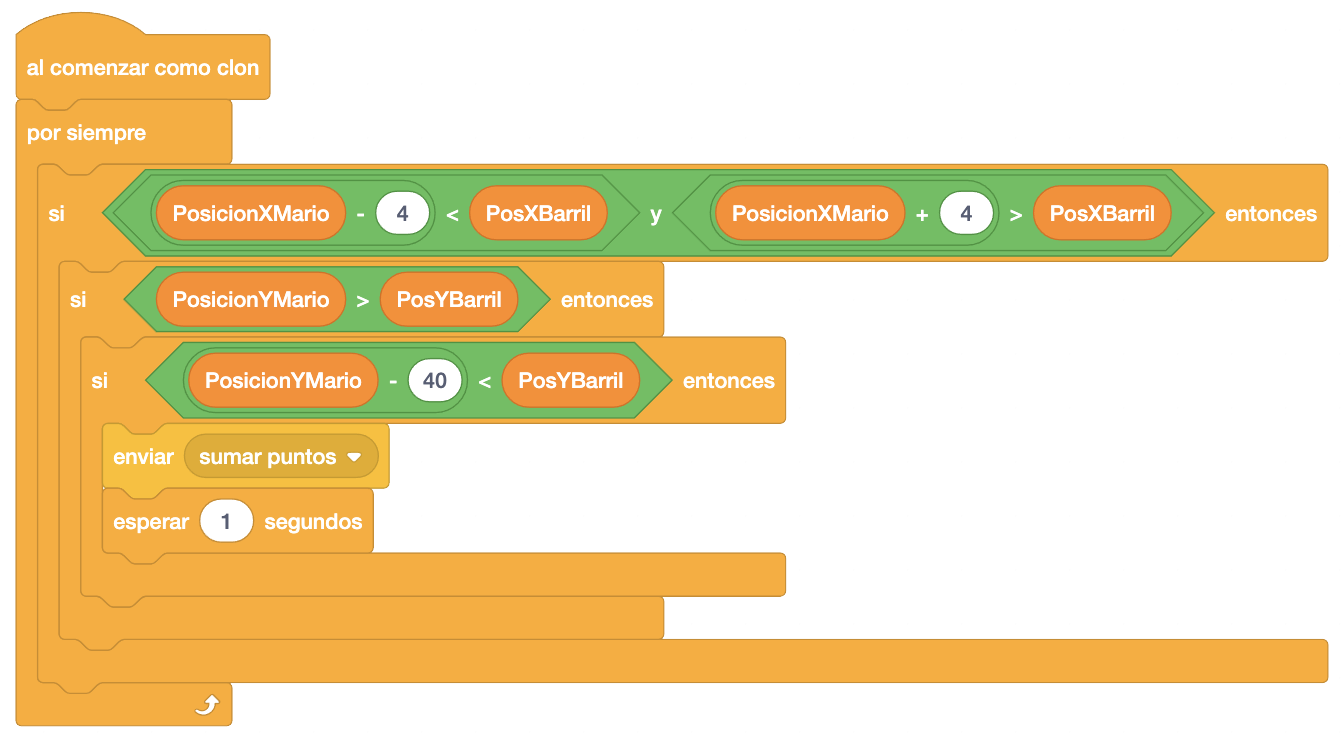 al comenzar como clon
por siempre
si PosicionXMario - 4 < PosXBarril y PosicionXMario + 4 > PosXBarril entonces
si PosicionYMario > PosYBarril entonces
si PosicionYMario - 40 < PosYBarril entonces
enviar sumar puntos
esperar 1 segundos